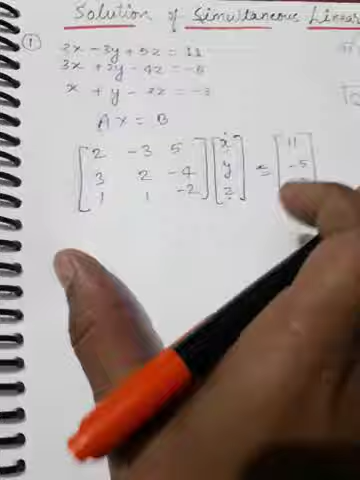 Solution of Simultaneous Linear
① 2x - 3y + 5z = 11
3x + 2y - 4z = -5
x + y - 2z = -3
AX = B
[2 -3 5] [x] = [11]
[3 2 -4] [y] [-5]
[1 1 -2] [z]